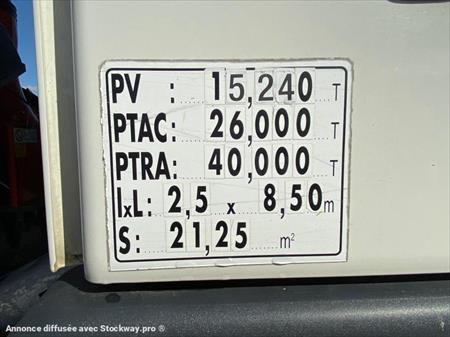 PV : 15,240 T
PTAC : 26,000 T
PTRA: 40,000 T
lxL: 2,5 x 8,50 m
S: 21,25 m²
Annonce diffusée avec Stockway.pro ®